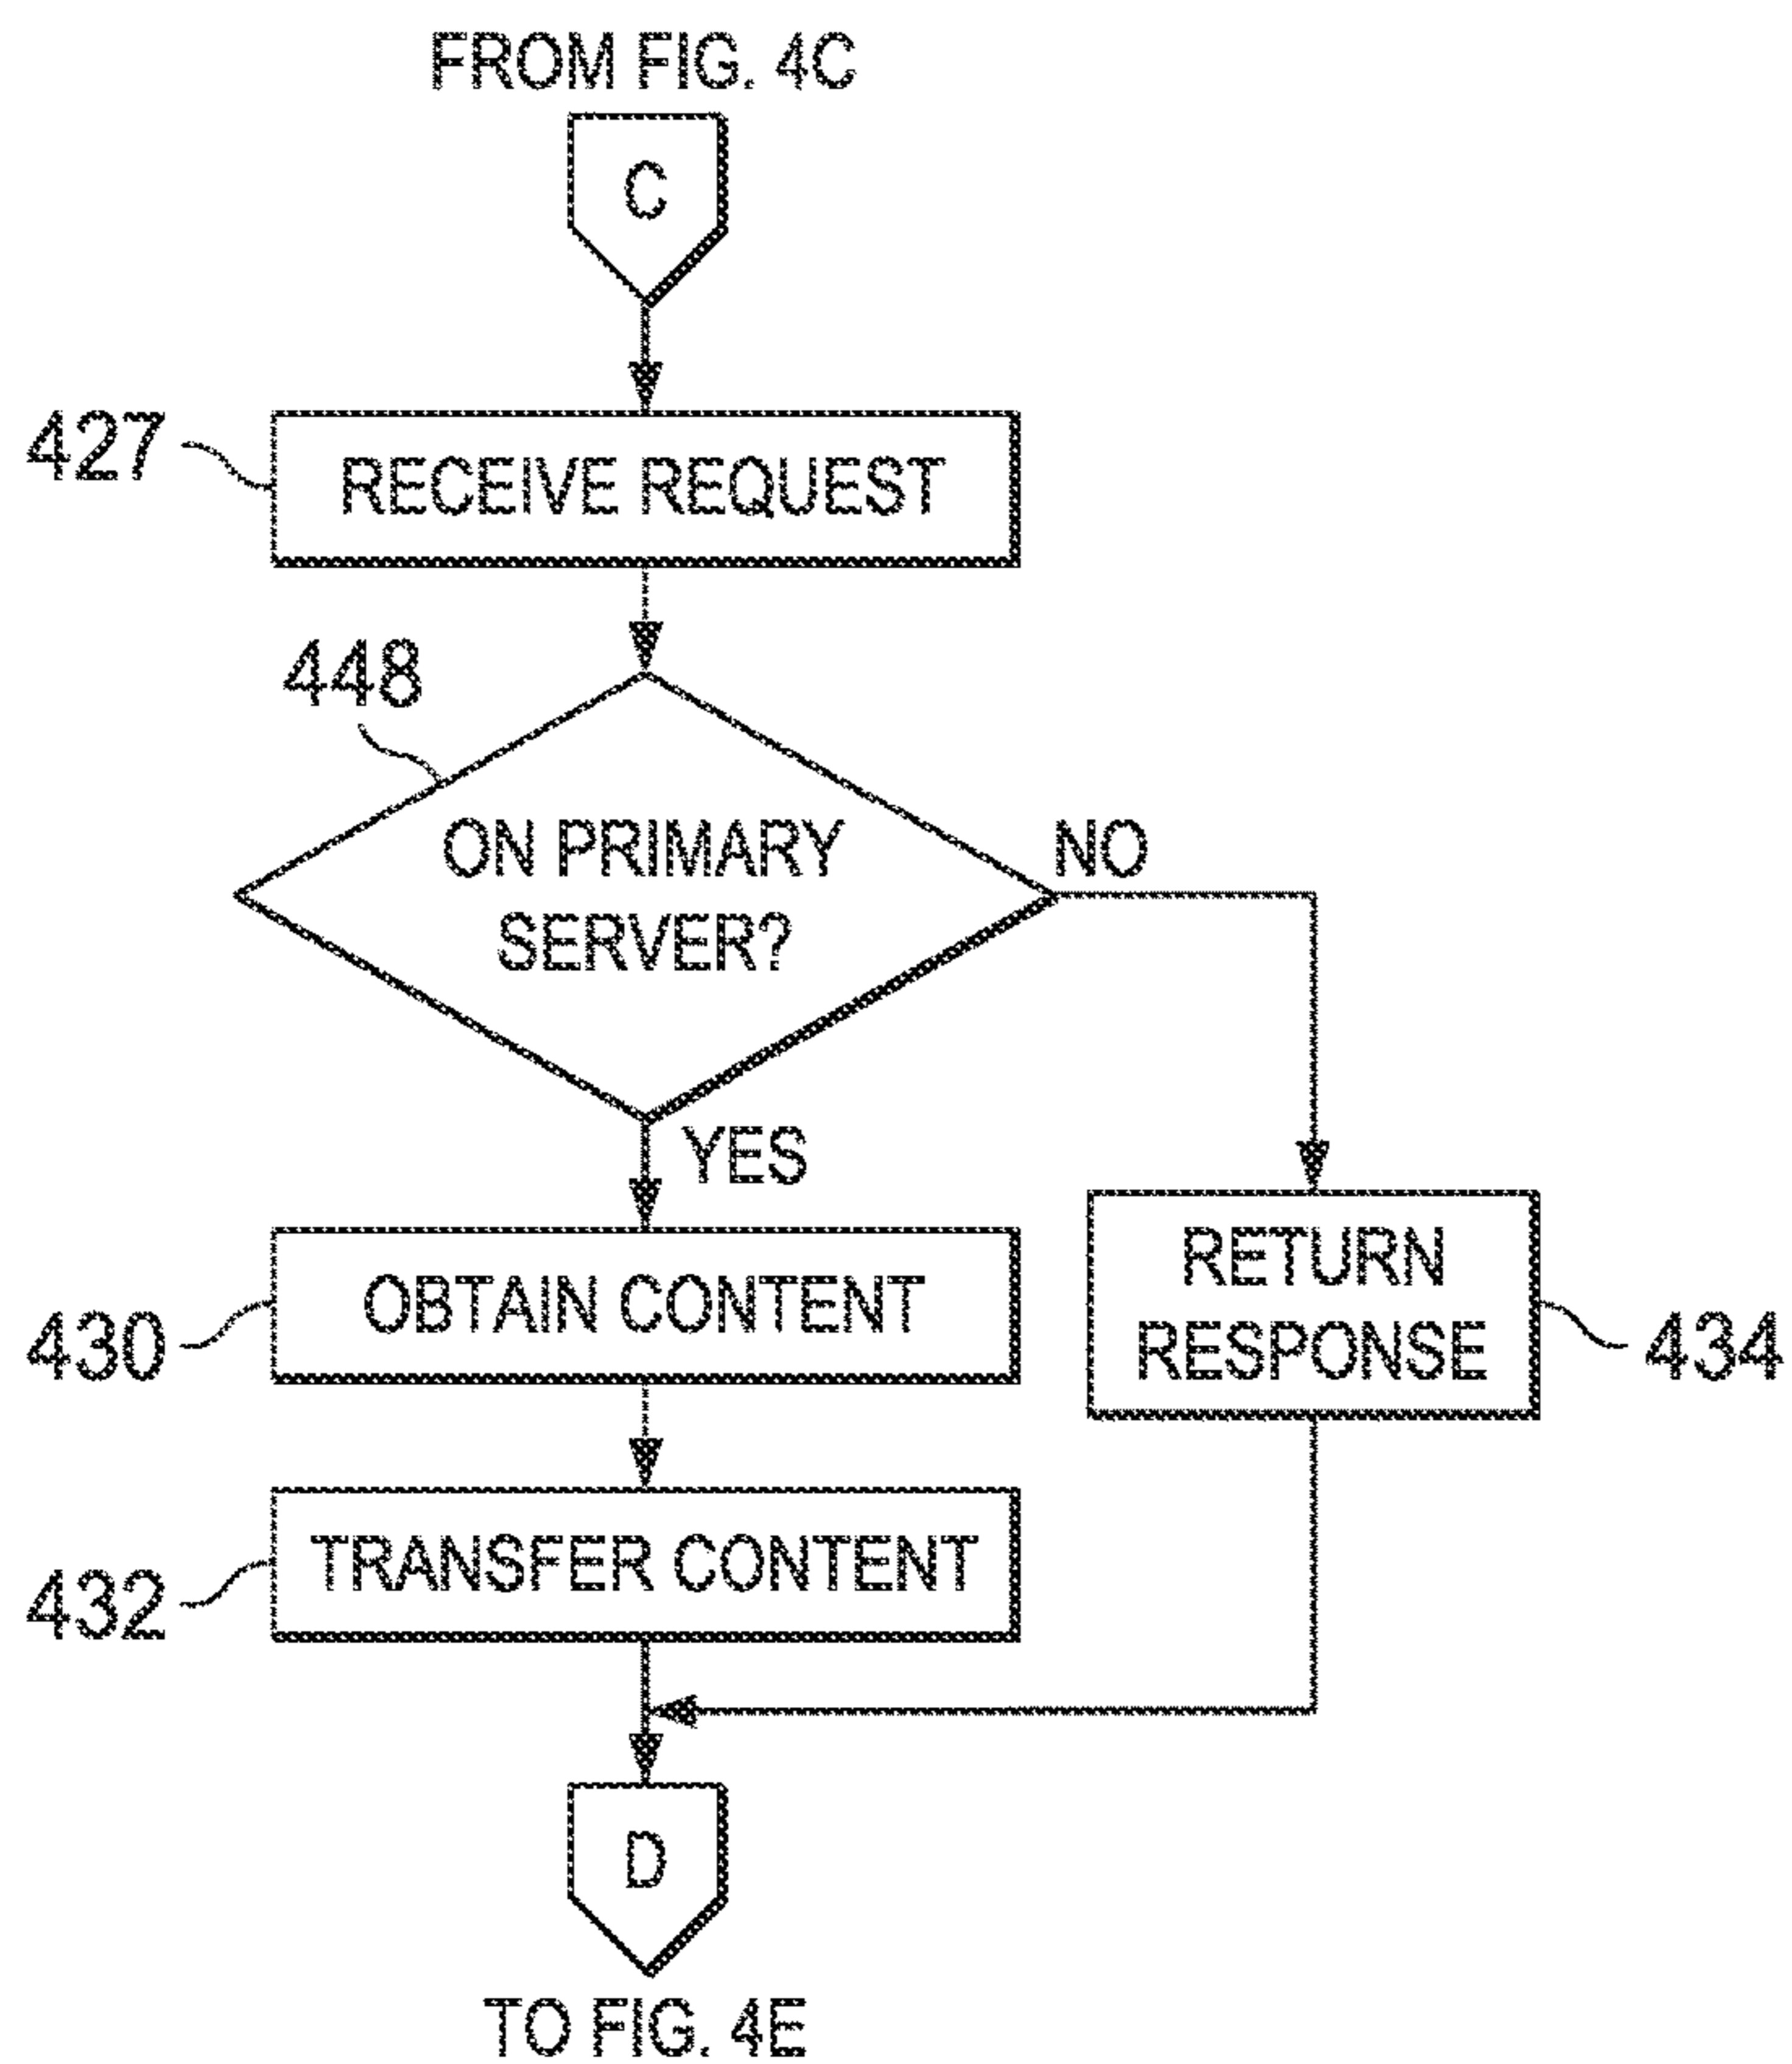 FROM FIG. 4C
C
427
RECEIVE REQUEST
448
ON PRIMARY
SERVER?
NO
YES
430
OBTAIN CONTENT
RETURN
RESPONSE
434
432
TRANSFER CONTENT
D
TO FIG. 4E